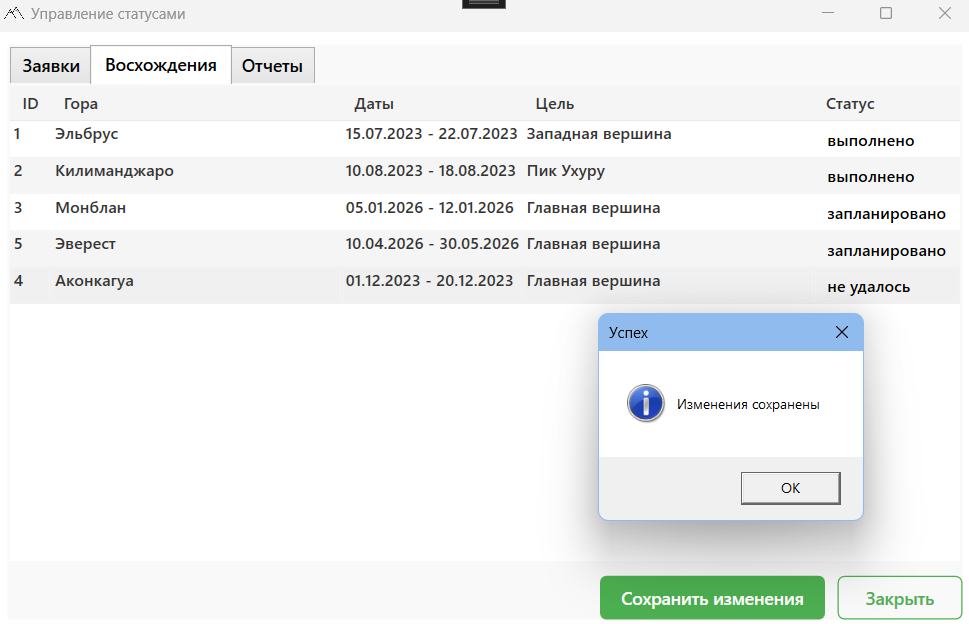 Управление статусами
Заявки Восхождения Отчеты
ID Гора Даты Цель Статус
1 Эльбрус 15.07.2023 - 22.07.2023 Западная вершина выполнено
2 Килиманджаро 10.08.2023 - 18.08.2023 Пик Ухуру выполнено
3 Монблан 05.01.2026 - 12.01.2026 Главная вершина запланировано
5 Эверест 10.04.2026 - 30.05.2026 Главная вершина запланировано
4 Аконкагуа 01.12.2023 - 20.12.2023 Главная вершина не удалось
Успех
Изменения сохранены
ОК
Сохранить изменения Закрыть